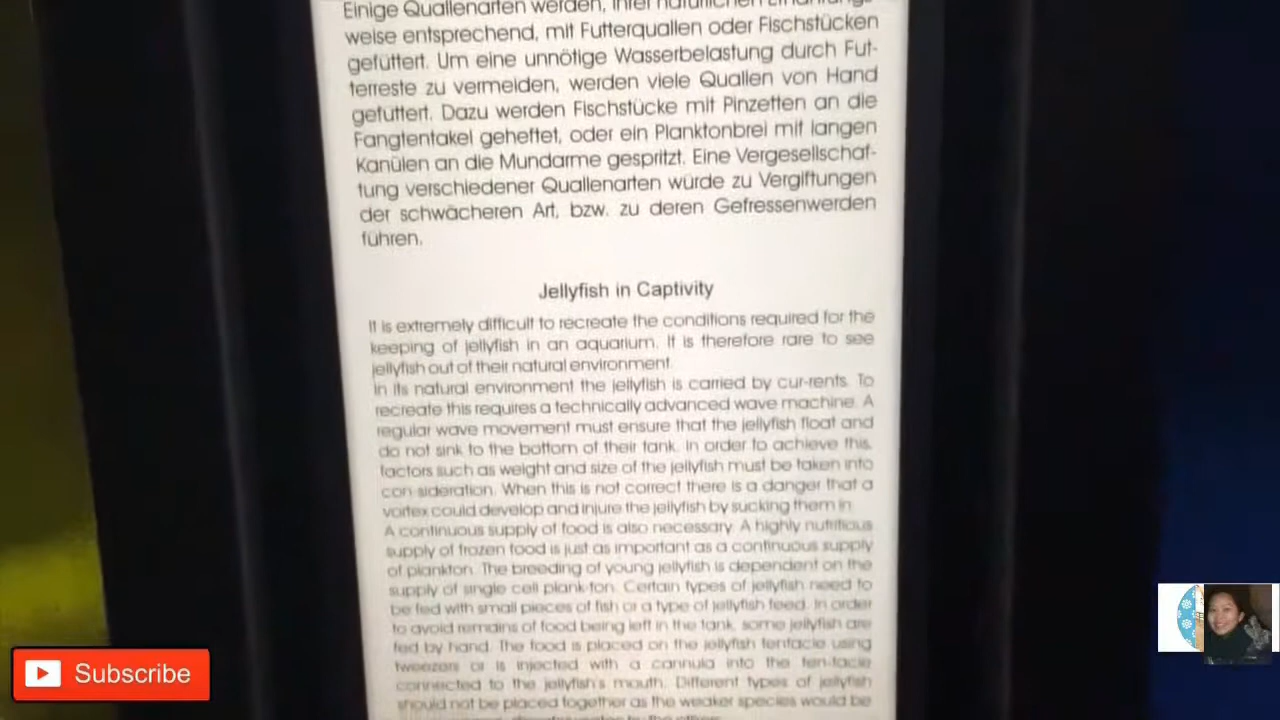 Einige Quallenarten werden, ihrer natürlichen Ernährungs-
weise entsprechend, mit Futterquallen oder Fischstücken
gefüttert. Um eine unnötige Wasserbelastung durch Fut-
terreste zu vermeiden, werden viele Quallen von Hand
gefüttert. Dazu werden Fischstücke mit Pinzetten an die
Fangtentakel geheftet, oder ein Planktonbrei mit langen
Kanülen an die Mundarme gespritzt. Eine Vergesellschaf-
tung verschiedener Quallenarten würde zu Vergiftungen
der schwächeren Art, bzw. zu deren Gefressenwerden
führen.
Jellyfish in Captivity
It is extremely difficult to recreate the conditions required for the
keeping of jellyfish in an aquarium. It is therefore rare to see
jellyfish out of their natural environment.
In its natural environment the jellyfish is carried by cur-rents. To
recreate this requires a technically advanced wave machine. A
regular wave movement must ensure that the jellyfish float and
do not sink to the bottom of their tank. In order to achieve this,
factors such as weight and size of the jellyfish must be taken into
con sideration. When this is not correct there is a danger that a
vortex could develop and injure the jellyfish by sucking them in.
A continuous supply of food is also necessary. A highly nutritious
supply of frozen food is just as important as a continuous supply
of plankton. The breeding of young jellyfish is dependent on the
supply of single cell plank-ton. Certain types of jellyfish need to
be fed with small pieces of fish or a type of jellyfish feed. In order
to avoid remains of food being left in the tank, some jellyfish are
fed by hand. The food is placed on the jellyfish tentacle using
tweezers or is injected with a cannula into the ten-tacle
connected to the jellyfish's mouth. Different types of jellyfish
should not be placed together as the weaker species would be
by the others.
Subscribe